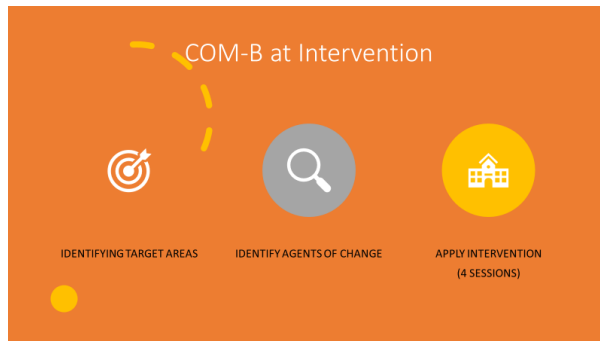 COM-B at Intervention
IDENTIFYING TARGET AREAS
IDENTIFY AGENTS OF CHANGE
APPLY INTERVENTION
(4 SESSIONS)